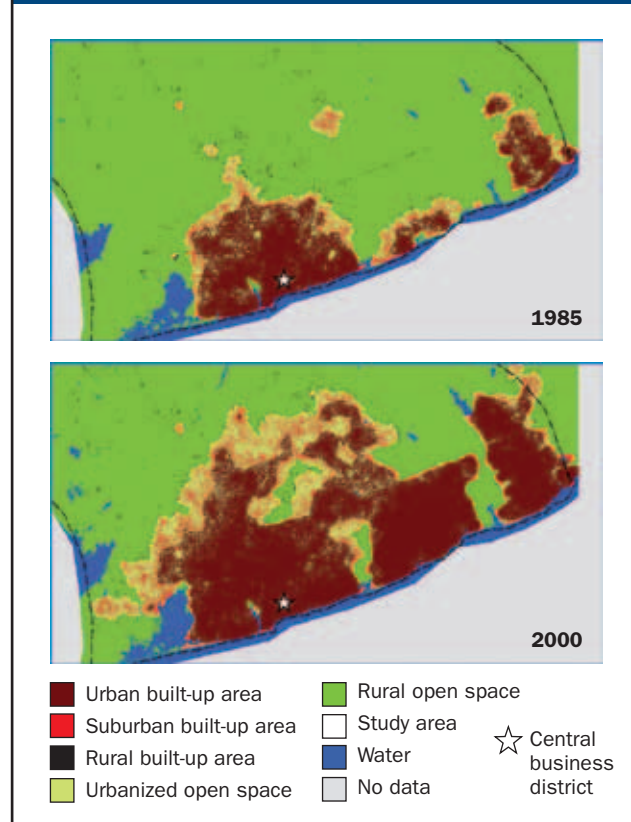 1985
2000
Urban built-up area
Suburban built-up area
Rural built-up area
Urbanized open space
Rural open space
Study area
Water
No data
Central
business
district